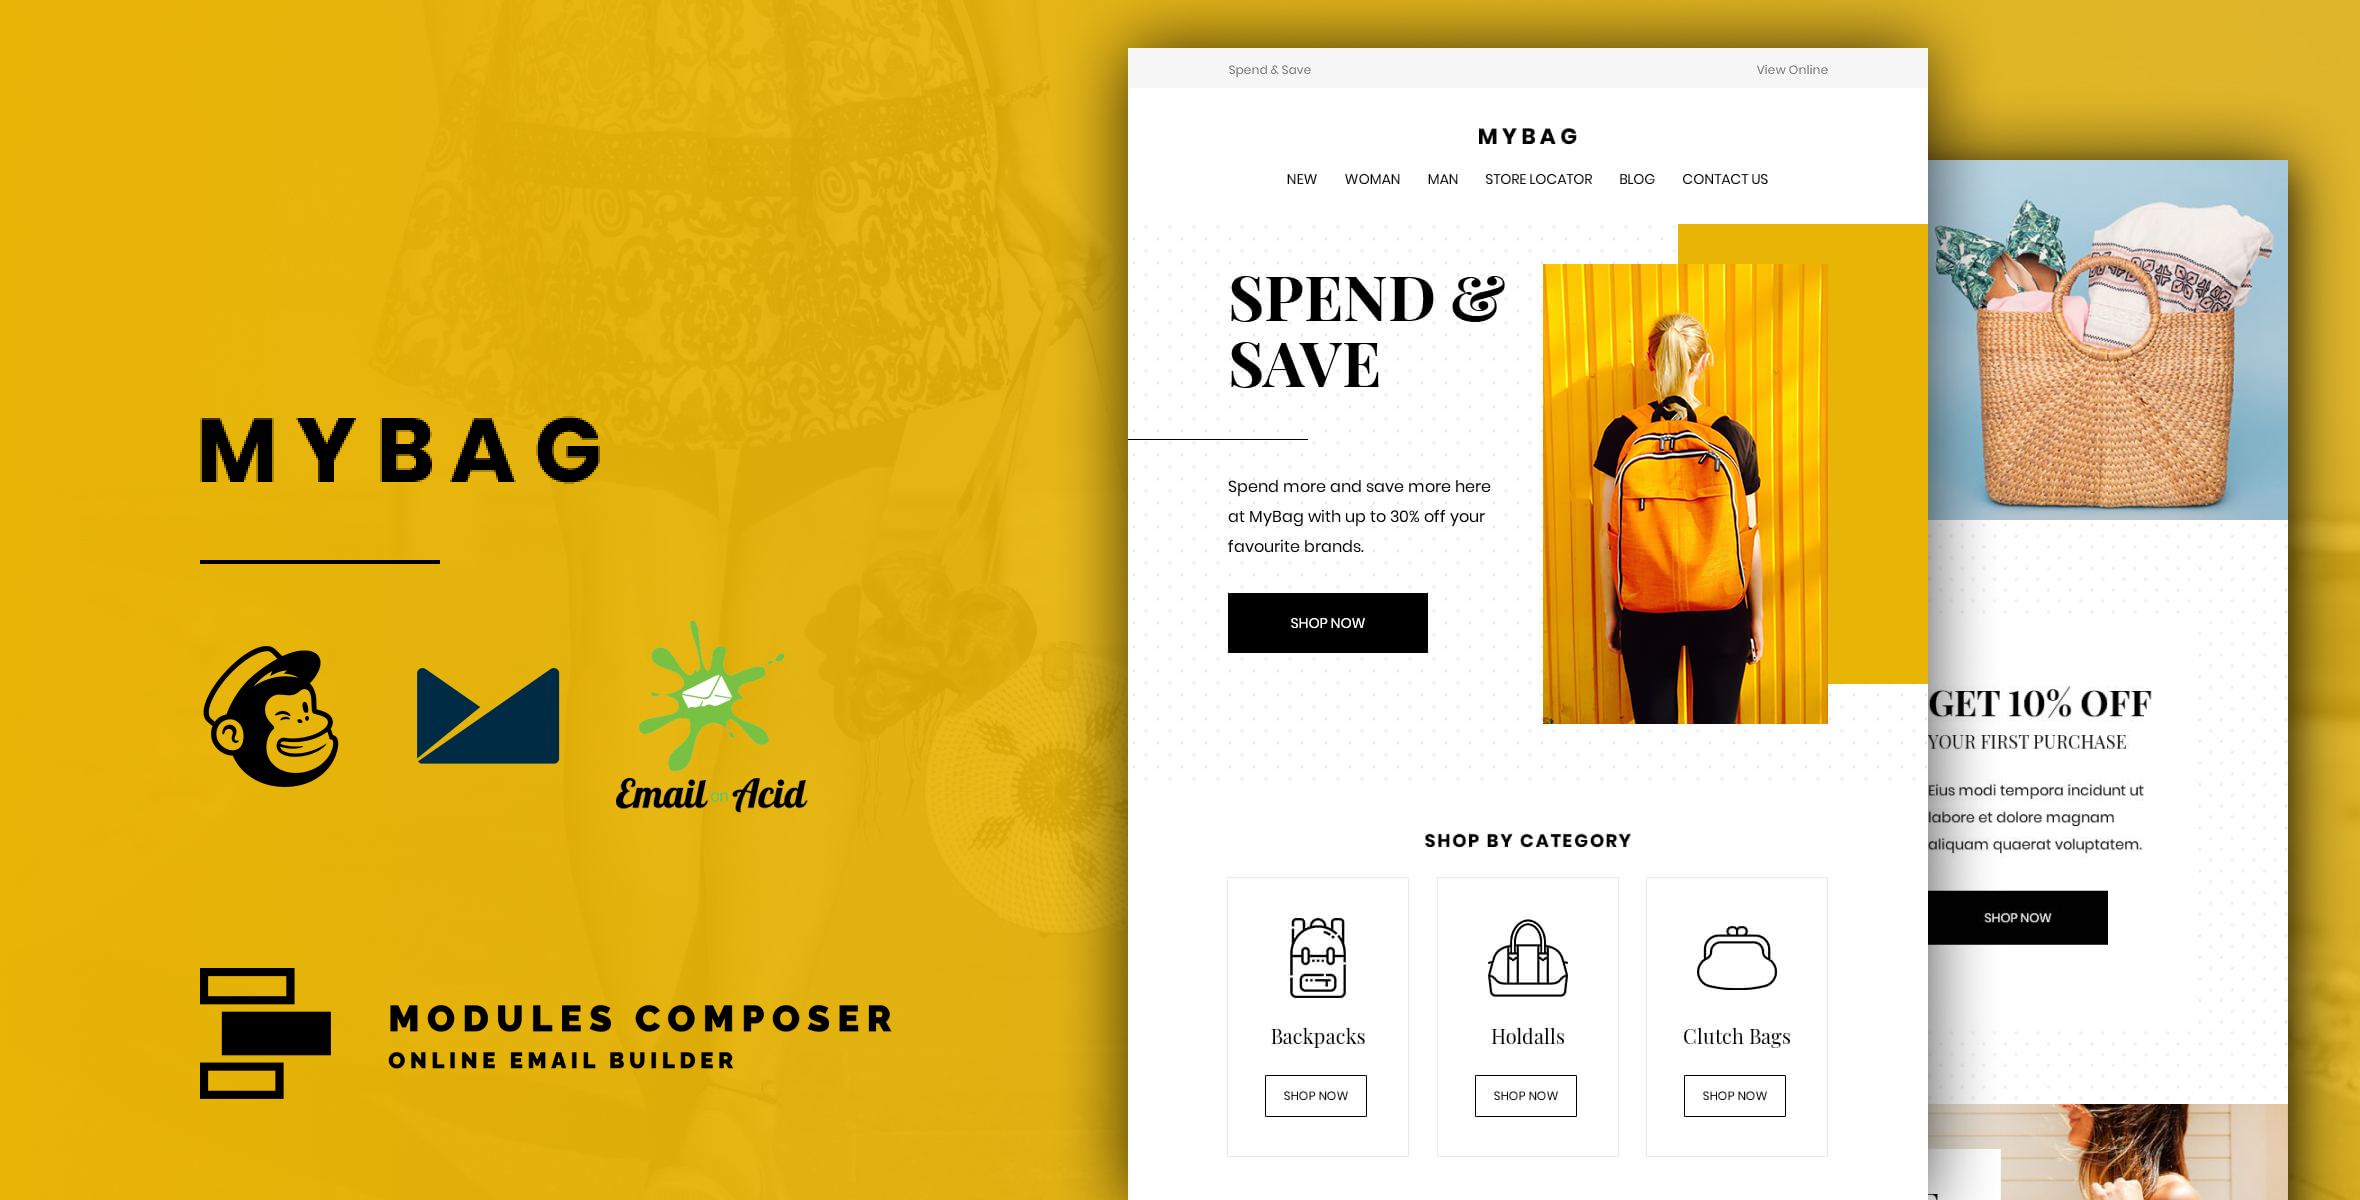 MYBAG
Email on Acid
MODULES COMPOSER
ONLINE EMAIL BUILDER
Spend & Save
View Online
MYBAG
NEW WOMAN MAN STORE LOCATOR BLOG CONTACT US
SPEND &
SAVE
Spend more and save more here
at MyBag with up to 30% off your
favourite brands.
SHOP NOW
SHOP BY CATEGORY
Backpacks
SHOP NOW
Holdalls
SHOP NOW
Clutch Bags
SHOP NOW
GET 10% OFF
YOUR FIRST PURCHASE
Eius modi tempora incidunt ut
labore et dolore magnam
aliquam quaerat voluptatem.
SHOP NOW